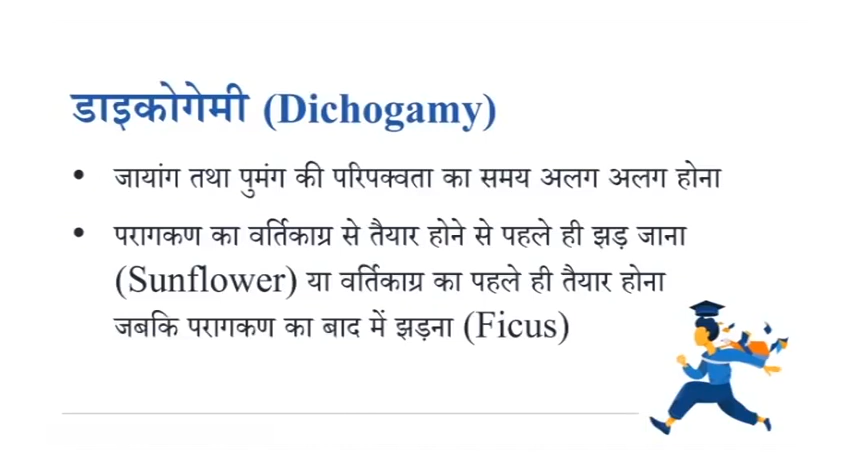 डाइकोगेमी (Dichogamy)
• जायांग तथा पुमंग की परिपक्वता का समय अलग अलग होना
• परागकण का वर्तिकाग्र से तैयार होने से पहले ही झड़ जाना
(Sunflower) या वर्तिकाग्र का पहले ही तैयार होना
जबकि परागकण का बाद में झड़ना (Ficus)